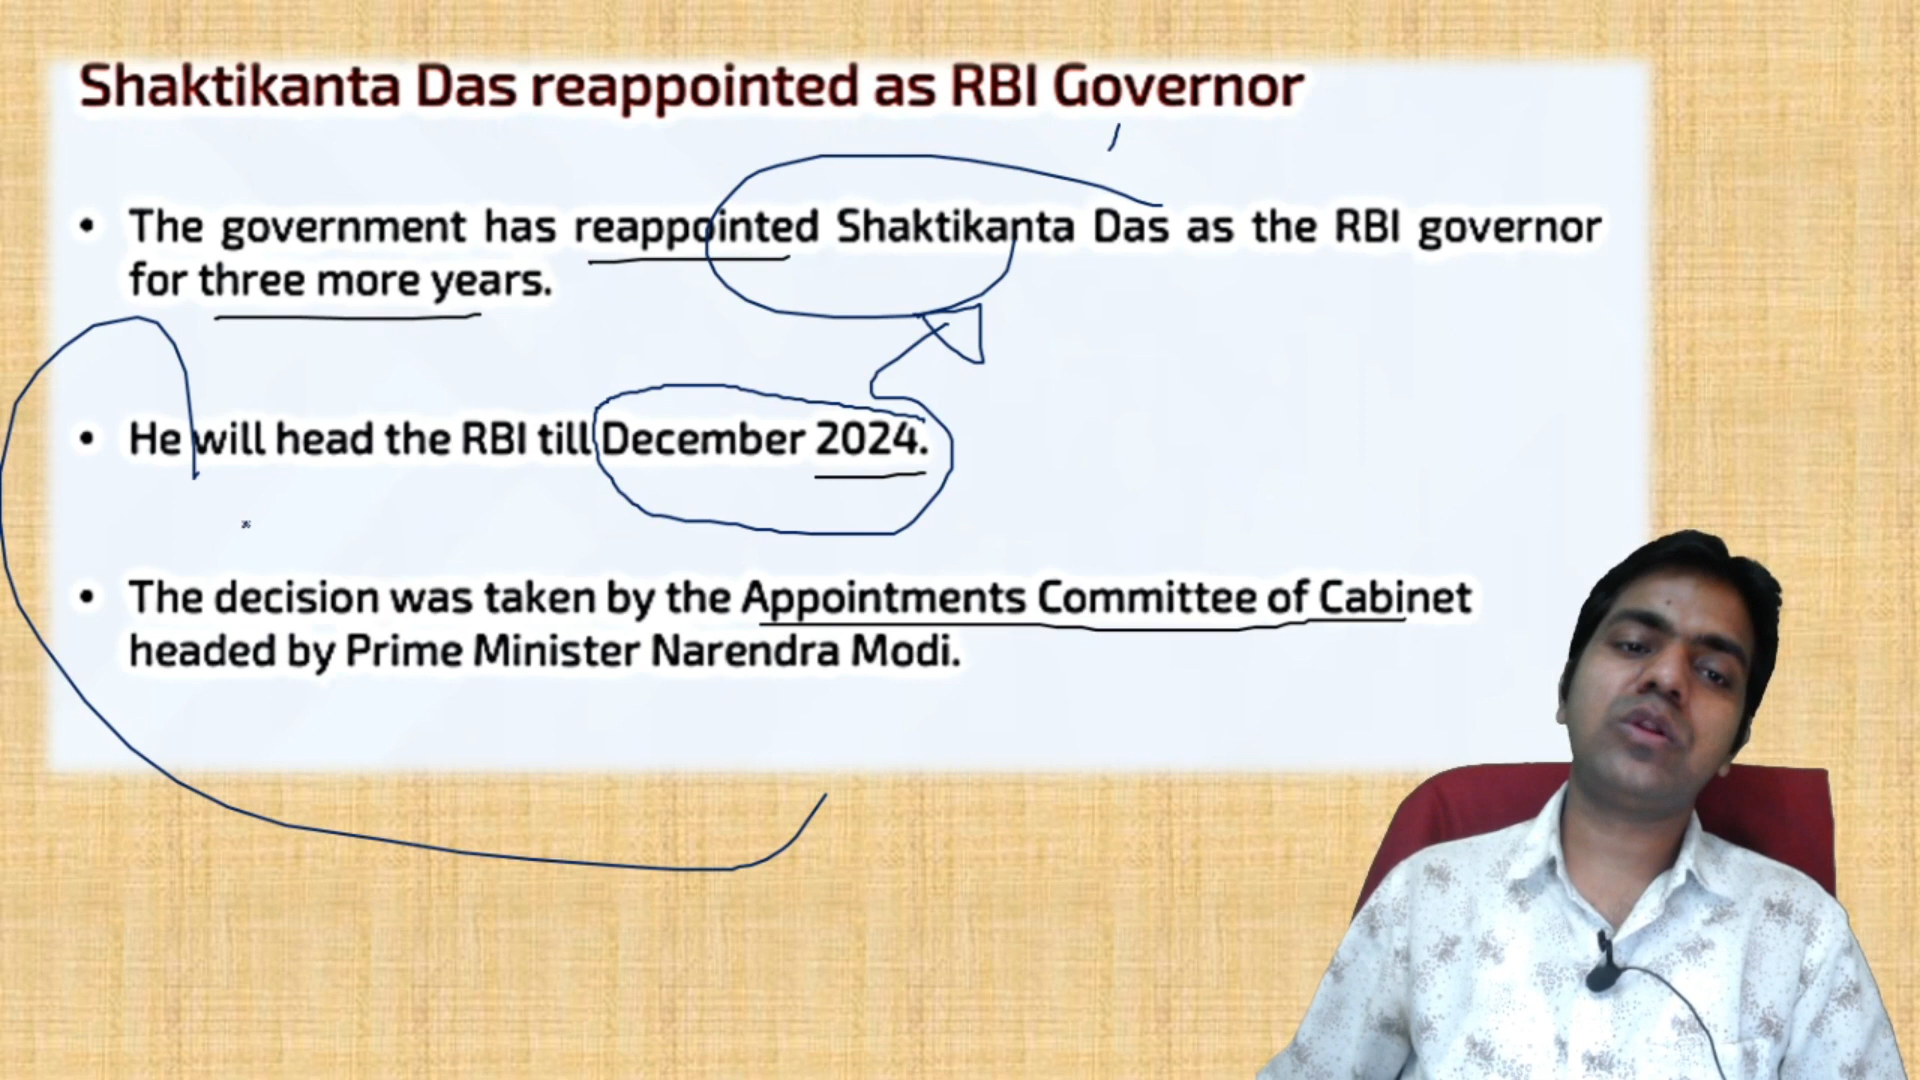 Shaktikanta Das reappointed as RBI Governor
• The government has reappointed Shaktikanta Das as the RBI governor
for three more years.
• He will head the RBI till December 2024.
• The decision was taken by the Appointments Committee of Cabinet
headed by Prime Minister Narendra Modi.